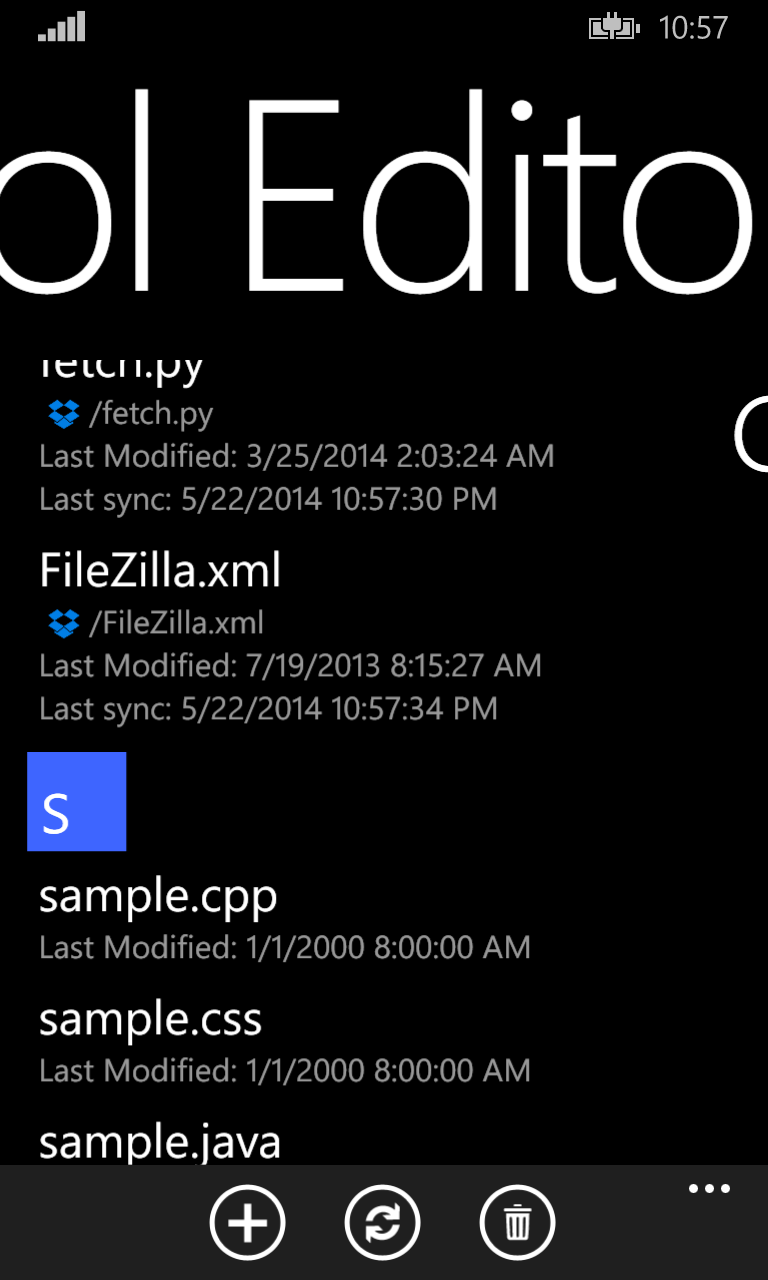 10:57
ol Edito
fetch.py
/fetch.py
Last Modified: 3/25/2014 2:03:24 AM
Last sync: 5/22/2014 10:57:30 PM
FileZilla.xml
/FileZilla.xml
Last Modified: 7/19/2013 8:15:27 AM
Last sync: 5/22/2014 10:57:34 PM
S
sample.cpp
Last Modified: 1/1/2000 8:00:00 AM
sample.css
Last Modified: 1/1/2000 8:00:00 AM
sample.java